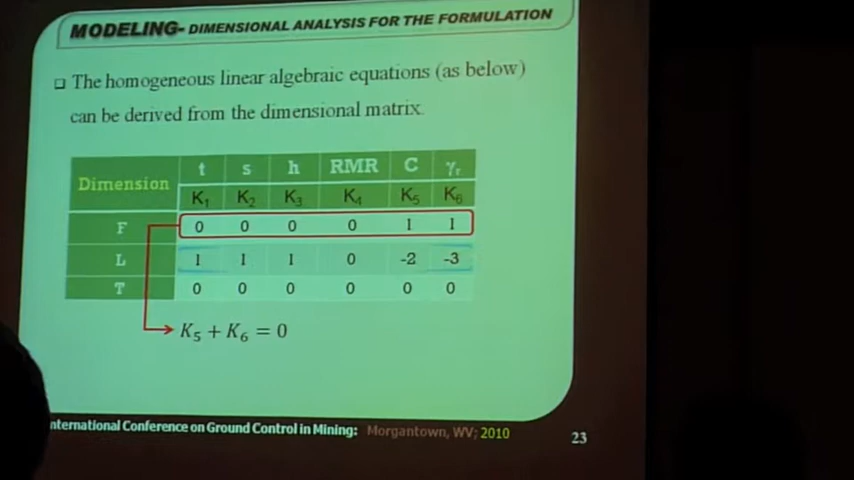 MODELING- DIMENSIONAL ANALYSIS FOR THE FORMULATION
The homogeneous linear algebraic equations (as below)
can be derived from the dimensional matrix.
Dimension t s h RMR C γr
K1 K2 K3 K4 K5 K6
F 0 0 0 0 1 1
L 1 1 1 0 -2 -3
T 0 0 0 0 0 0
K5 + K6 = 0
International Conference on Ground Control in Mining: Morgantown, WV; 2010
23